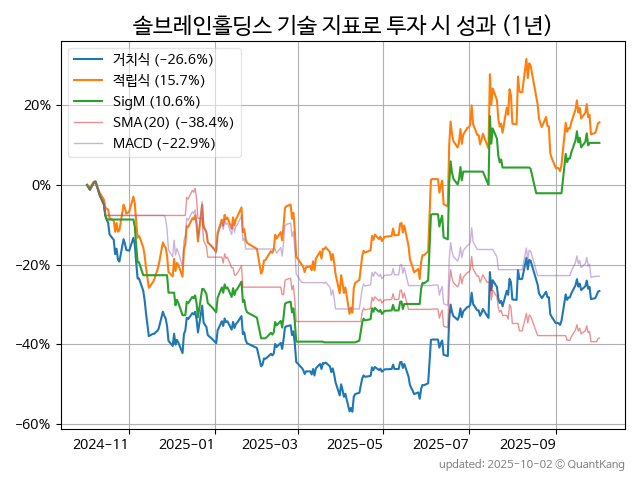 솔브레인홀딩스 기술 지표로 투자 시 성과 (1년)
거치식 (−26.6%)
적립식 (15.7%)
SigM (10.6%)
SMA(20) (−38.4%)
MACD (−22.9%)
20%
0%
−20%
−40%
−60%
2024-11 2025-01 2025-03 2025-05 2025-07 2025-09
updated: 2025-10-02 © QuantKang